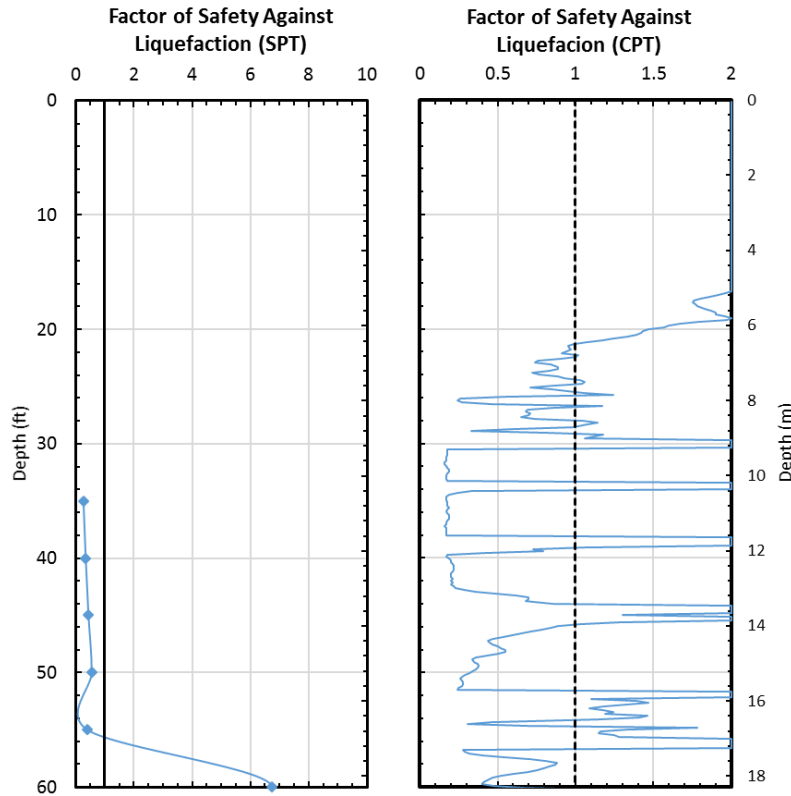 Factor of Safety Against
Liquefaction (SPT)
0 2 4 6 8 10
0
10
20
30
40
50
60
Depth (ft)
Factor of Safety Against
Liquefacion (CPT)
0 0.5 1 1.5 2
0
2
4
6
8
10
12
14
16
18
Depth (m)